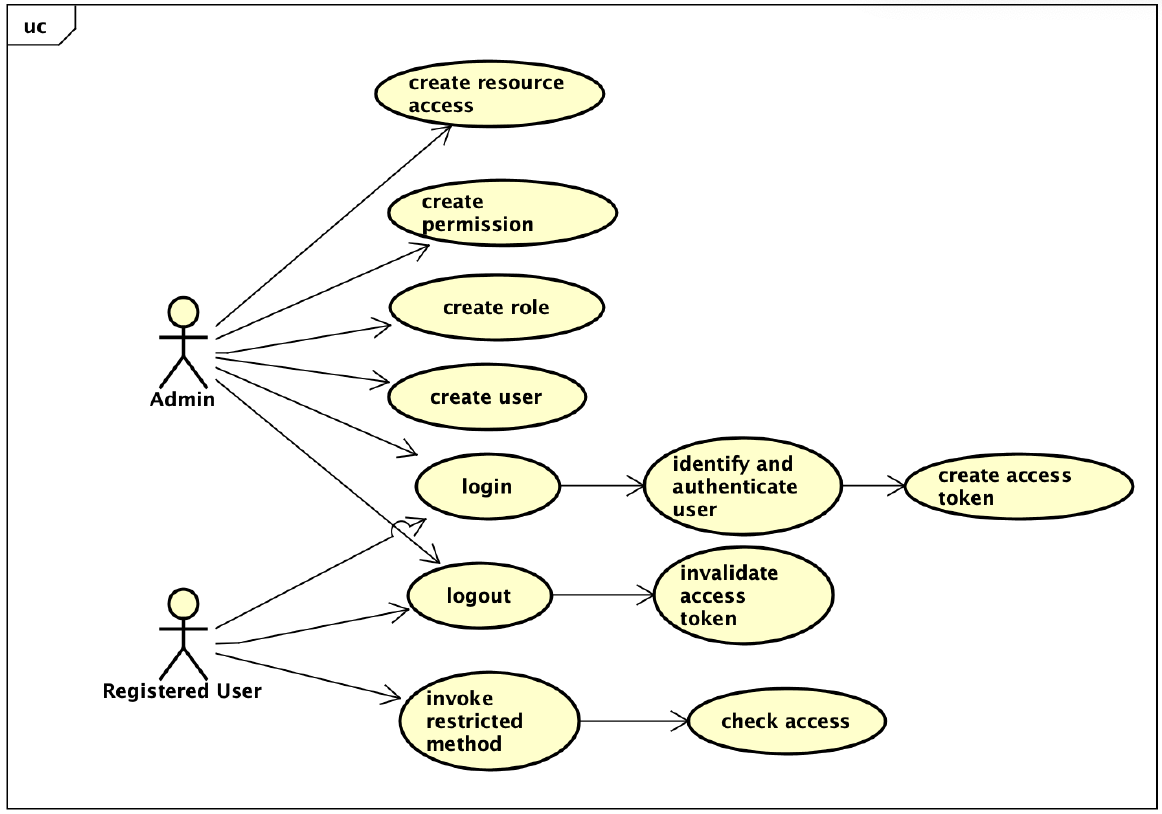 uc
create resource
access
create
permission
create role
Admin
create user
login
identify and
authenticate
user
create access
token
logout
invalidate
access
token
Registered User
invoke
restricted
method
check access